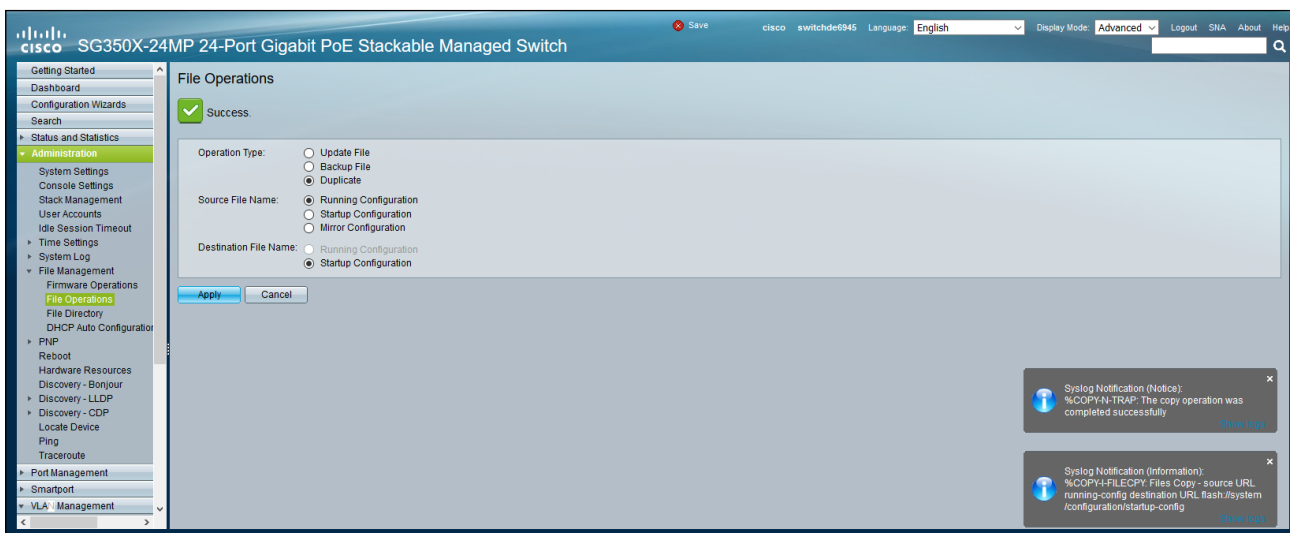 Save
cisco switchde6945 Language: English Display Mode: Advanced Logout SNA About Help
CISCO SG350X-24MP 24-Port Gigabit PoE Stackable Managed Switch
Getting Started
Dashboard
Configuration Wizards
Search
Status and Statistics
Administration
System Settings
Console Settings
Stack Management
User Accounts
Idle Session Timeout
Time Settings
System Log
File Management
Firmware Operations
File Operations
File Directory
DHCP Auto Configuration
PNP
Reboot
Hardware Resources
Discovery - Bonjour
Discovery - LLDP
Discovery - CDP
Locate Device
Ping
Traceroute
Port Management
Smartport
VLAN Management
File Operations
Success.
Operation Type: Update File
Backup File
Duplicate
Source File Name: Running Configuration
Startup Configuration
Mirror Configuration
Destination File Name: Running Configuration
Startup Configuration
Apply Cancel
Syslog Notification (Notice):
%COPY-N-TRAP: The copy operation was
completed successfully
Syslog Notification (Information):
%COPY-I-FILECPY: Files Copy - source URL
running-config destination URL flash://system
/configuration/startup-config